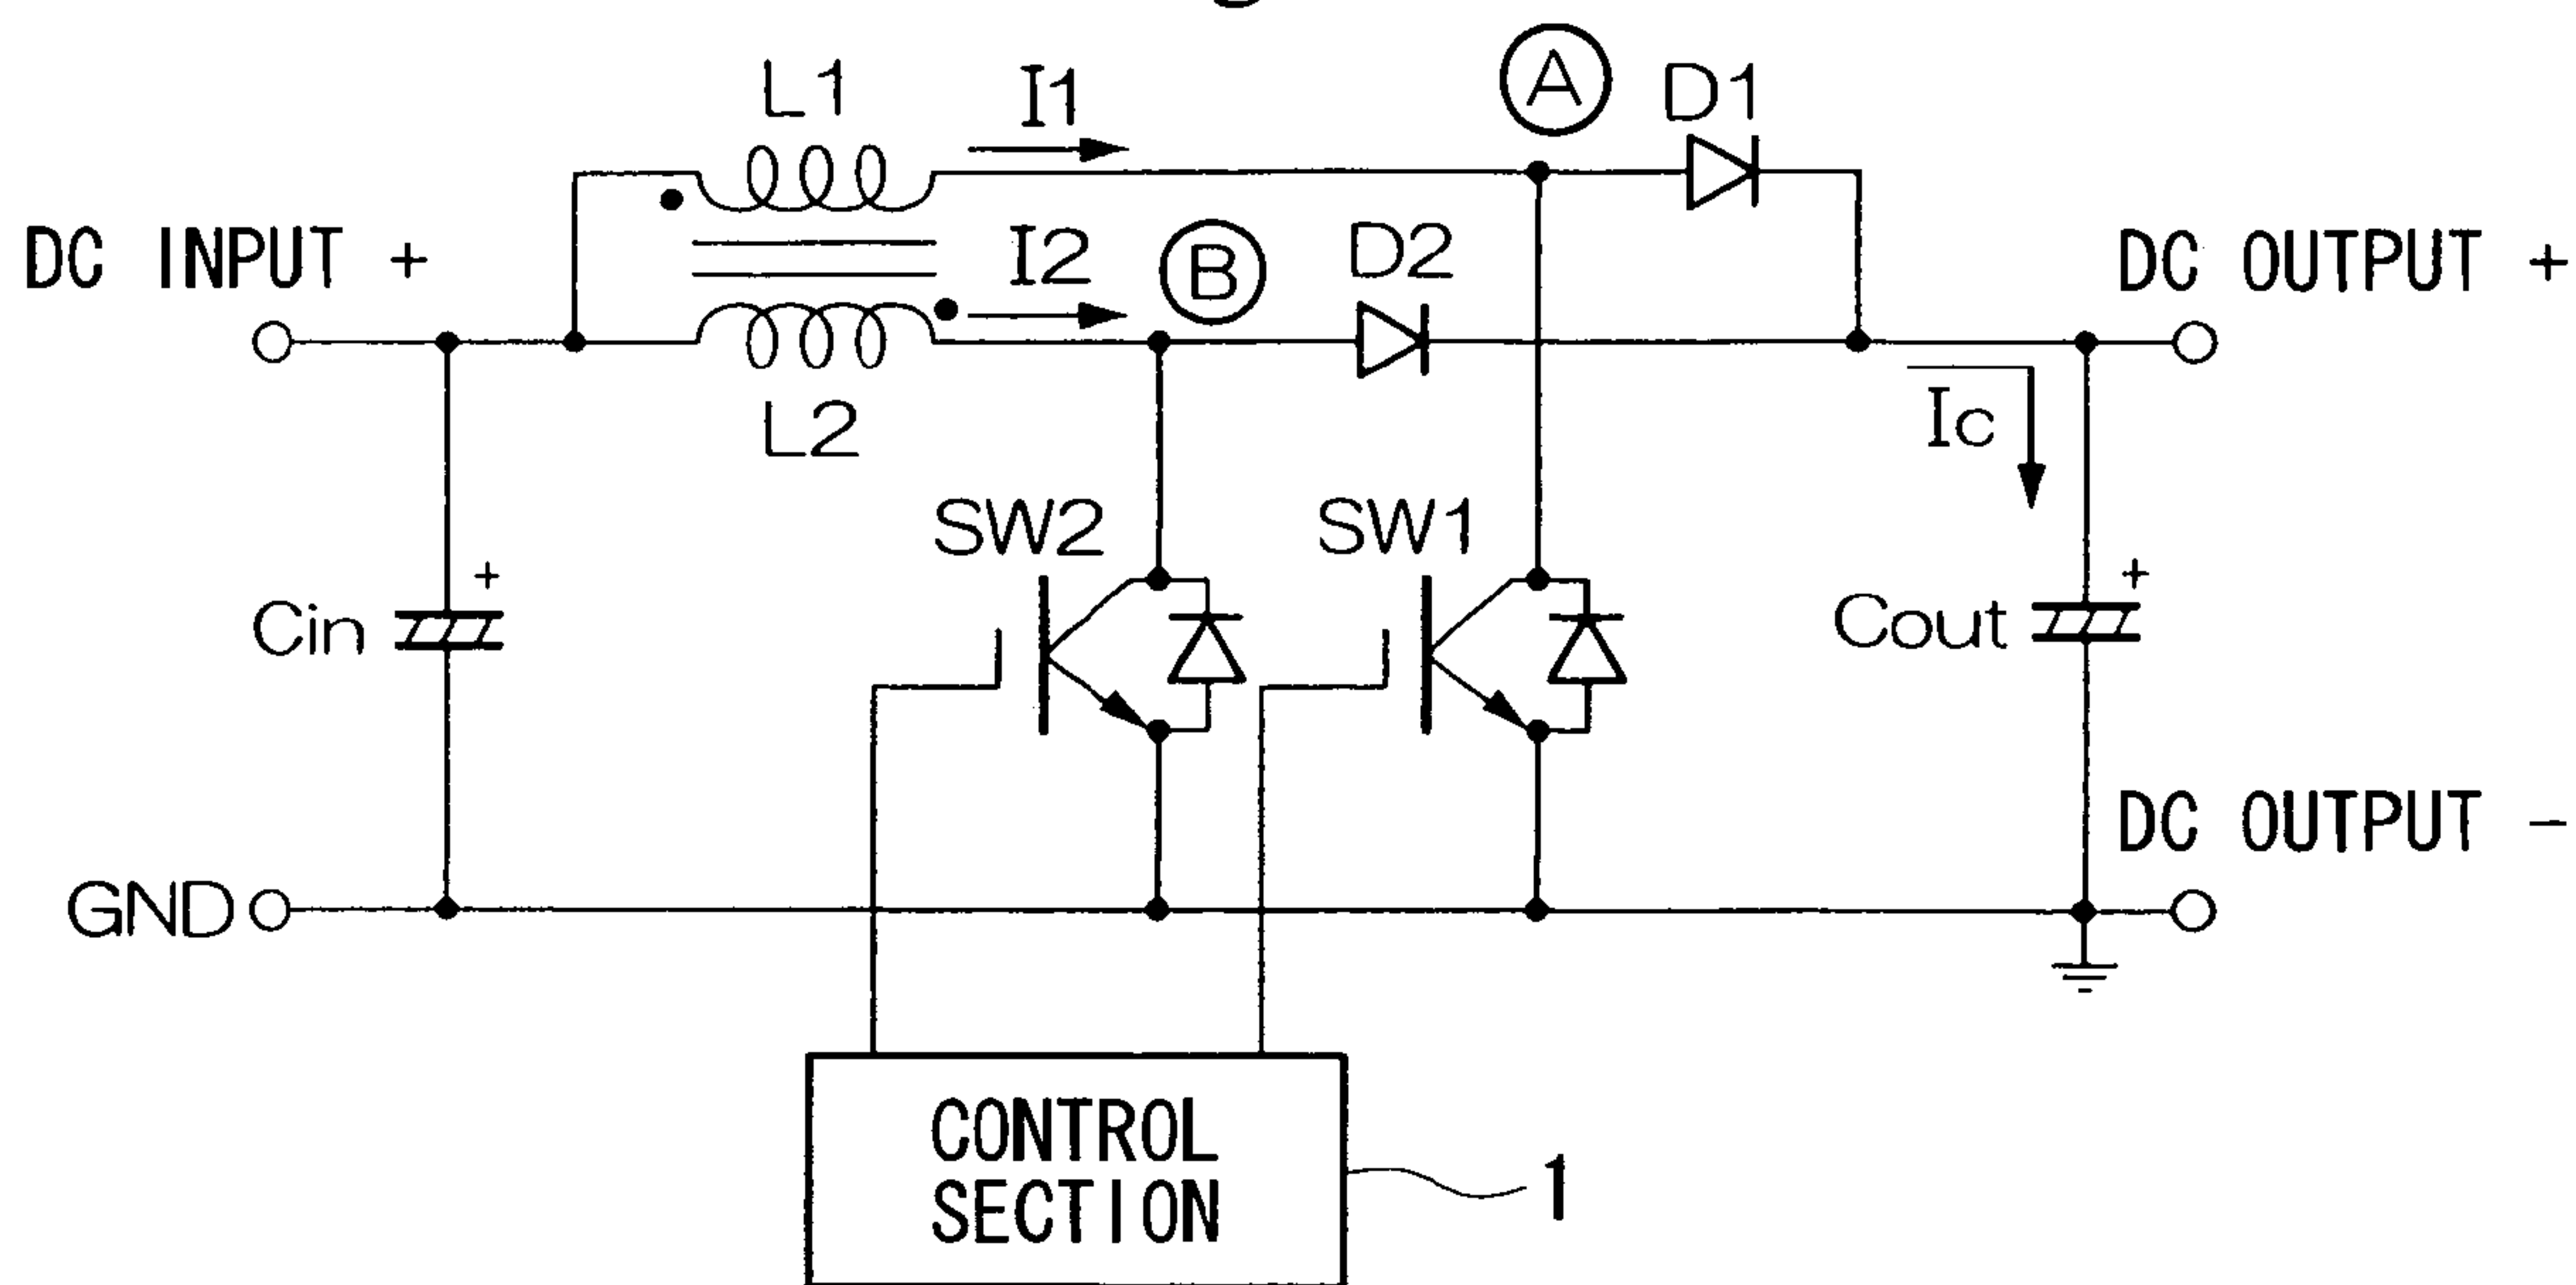 L1
I1
A
D1
DC INPUT +
I2
B
D2
DC OUTPUT +
L2
Ic
SW2
SW1
+
+
Cin
Cout
DC OUTPUT -
GND
CONTROL
SECTION
1